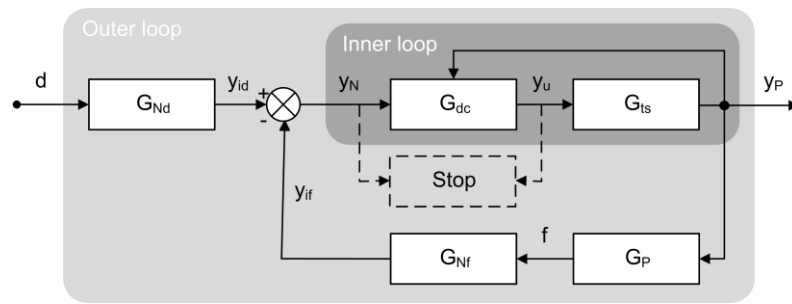 Outer loop
Inner loop
d
G_Nd
y_id
+
-
y_N
G_dc
y_u
G_ts
y_P
Stop
y_if
G_Nf
f
G_P